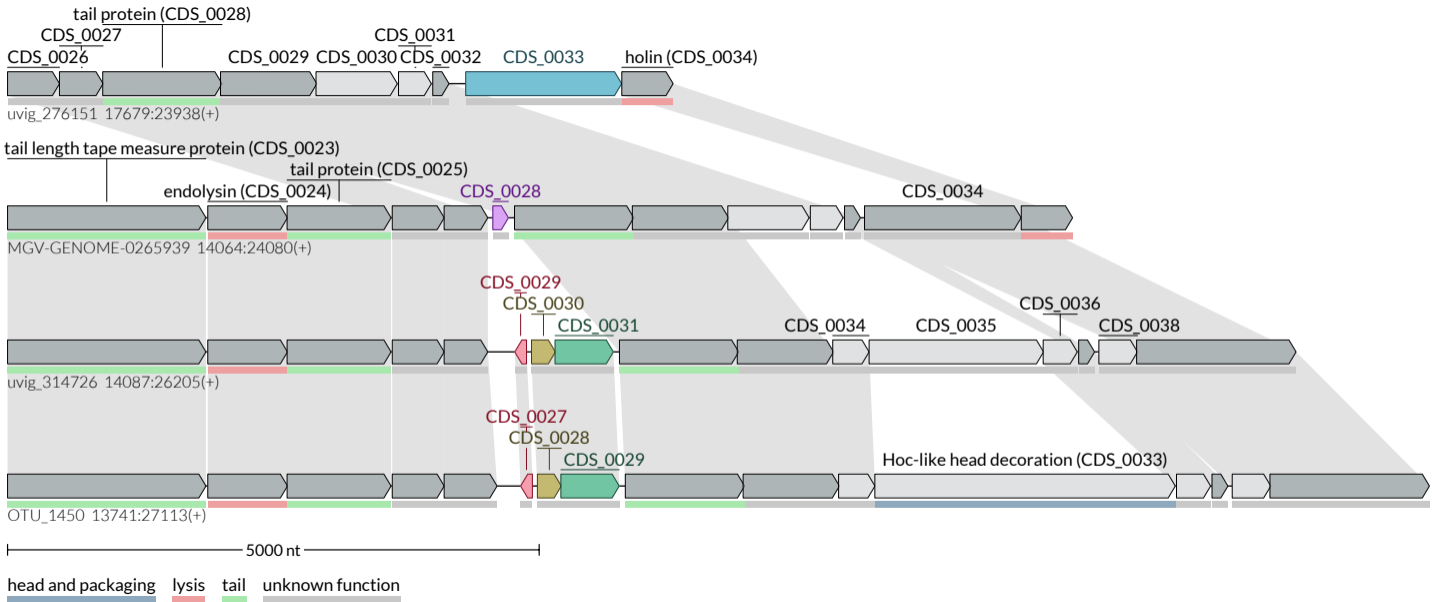 tail protein (CDS_0028)
CDS_0027 CDS_0031
CDS_0026 CDS_0029 CDS_0030 CDS_0032 CDS_0033 holin (CDS_0034)
uvig_276151 17679:23938(+)
tail length tape measure protein (CDS_0023)
tail protein (CDS_0025)
endolysin (CDS_0024) CDS_0028 CDS_0034
MGV-GENOME-0265939 14064:24080(+)
CDS_0029
CDS_0030 CDS_0036
CDS_0031 CDS_0034 CDS_0035 CDS_0038
uvig_314726 14087:26205(+)
CDS_0027
CDS_0028
CDS_0029 Hoc-like head decoration (CDS_0033)
OTU_1450 13741:27113(+)
5000 nt
head and packaging lysis tail unknown function